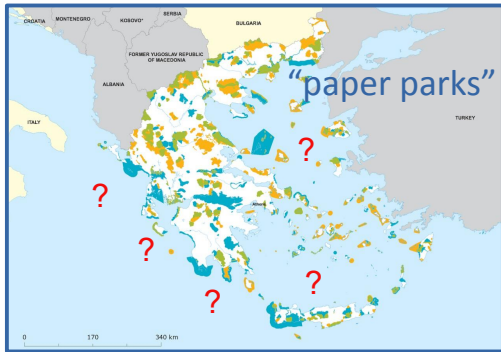 SERBIA
CROATIA
MONTENEGRO
KOSOVO*
BULGARIA
FORMER YUGOSLAV REPUBLIC
OF MACEDONIA
"paper parks"
ALBANIA
ITALY
TURKEY
?
?
Athens
?
?
?
0 170 340 km